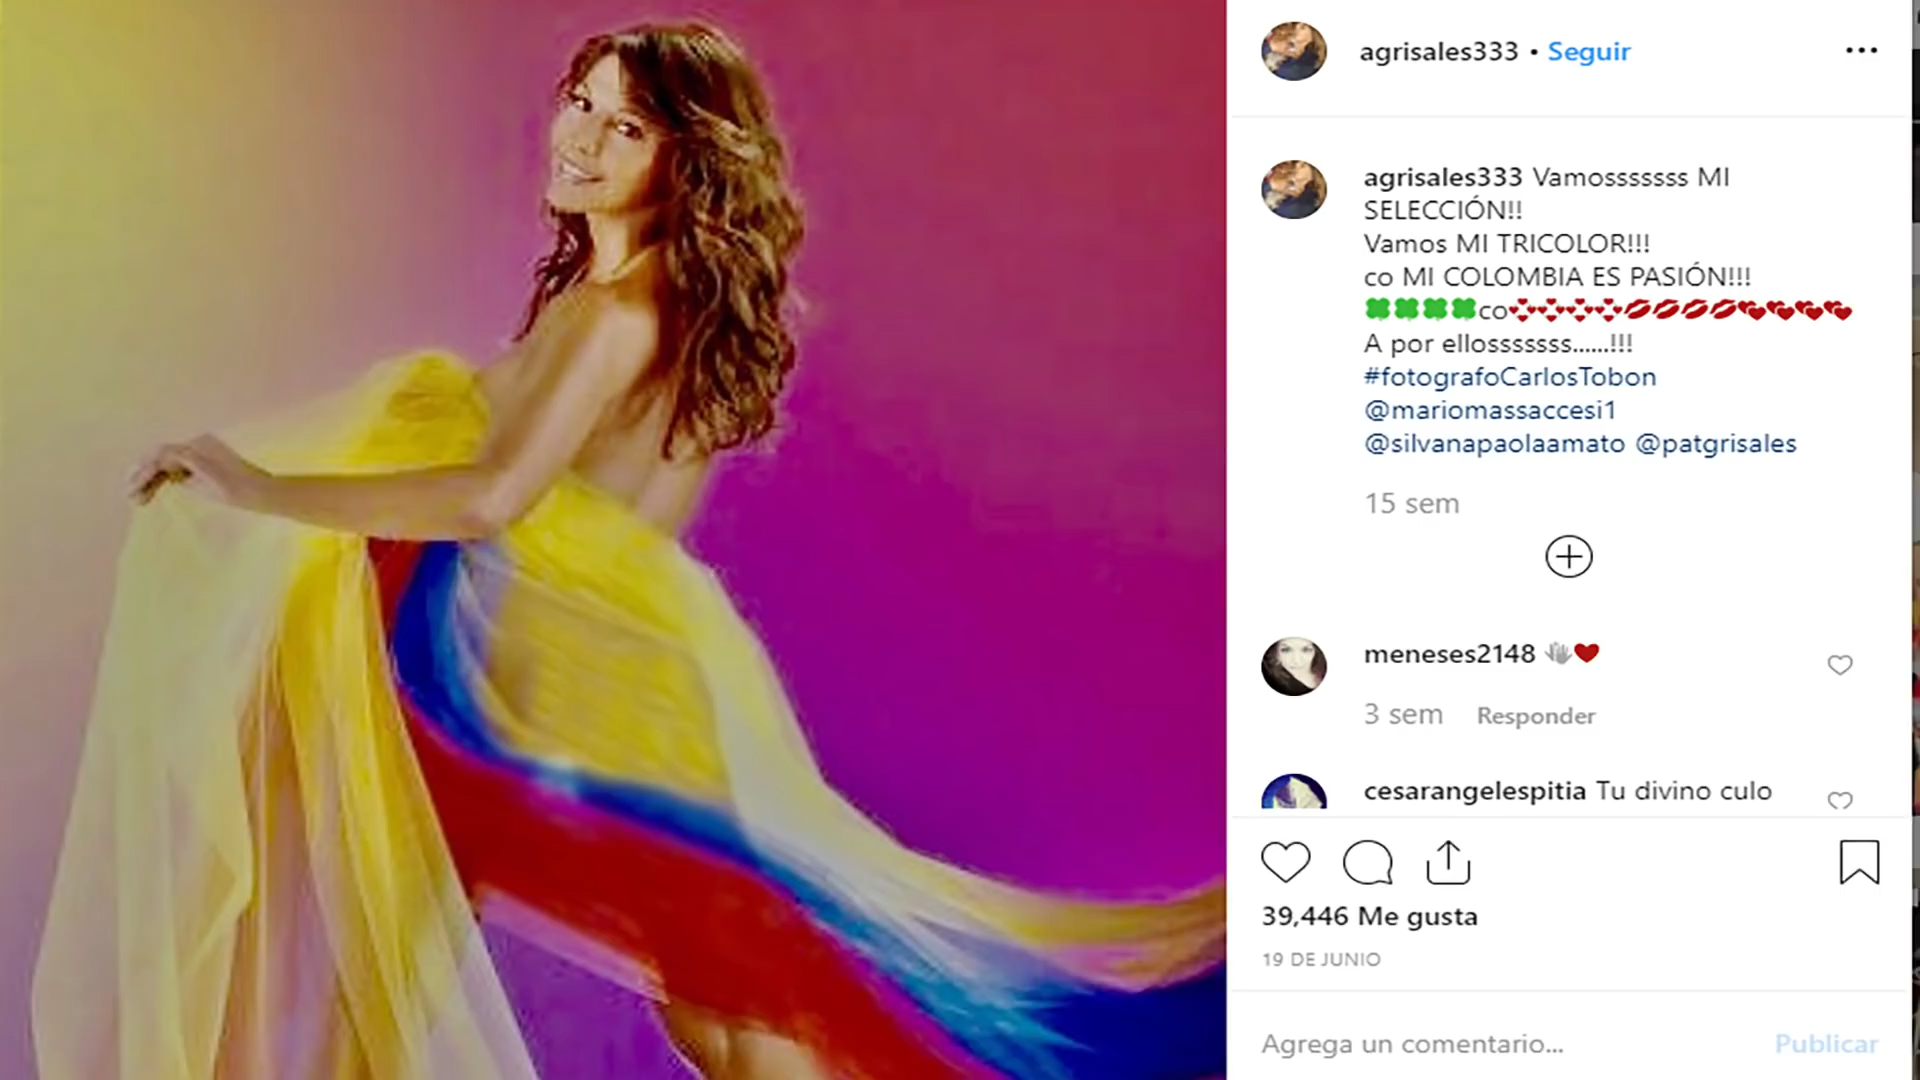 agrisales333 • Seguir
agrisales333 Vamosssssss MI
SELECCIÓN!!
Vamos MI TRICOLOR!!!
co MI COLOMBIA ES PASIÓN!!!
co
A por ellosssssss......!!!
#fotografoCarlosTobon
@mariomassaccesi1
@silvanapaolaamato @patgrisales
15 sem
meneses2148
3 sem Responder
cesarangelespitia Tu divino culo
39,446 Me gusta
19 DE JUNIO
Agrega un comentario... Publicar